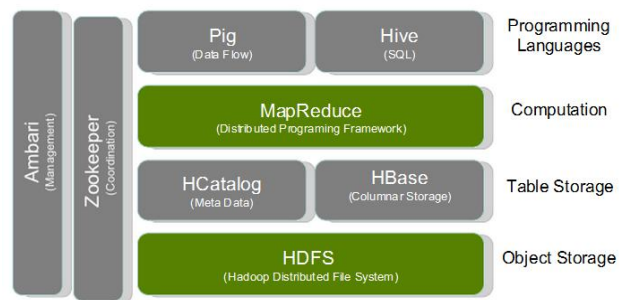 Ambari
(Management)
Zookeeper
(Coordination)
Pig
(Data Flow)
Hive
(SQL)
Programming
Languages
MapReduce
(Distributed Programing Framework)
Computation
HCatalog
(Meta Data)
HBase
(Columnar Storage)
Table Storage
HDFS
(Hadoop Distributed File System)
Object Storage